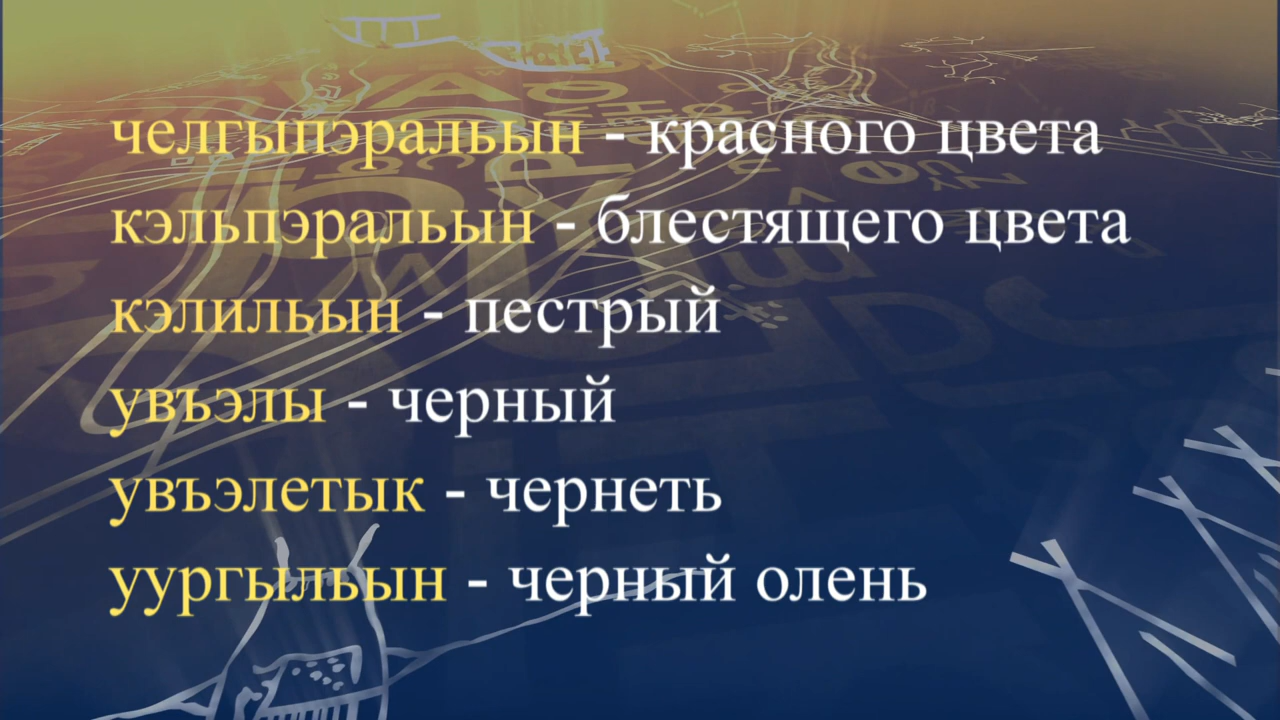 челгыпэральын - красного цвета
кэльпэральын - блестящего цвета
кэлильын - пестрый
увъэлы - черный
увъэлетык - чернеть
уургыльын - черный олень